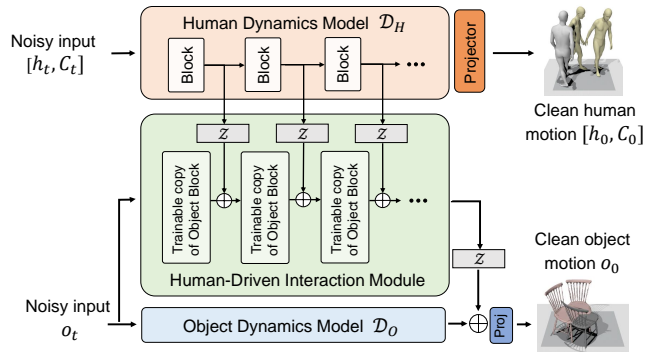 Human Dynamics Model 𝒟_H
Noisy input
[h_t, C_t]
Block
Block
Block
•••
Projector
Clean human
motion [h_0, C_0]
𝒵
𝒵
𝒵
Trainable copy
of Object Block
Trainable copy
of Object Block
Trainable copy
of Object Block
•••
Human-Driven Interaction Module
𝒵
Clean object
motion o_0
Noisy input
o_t
Object Dynamics Model 𝒟_O
Proj